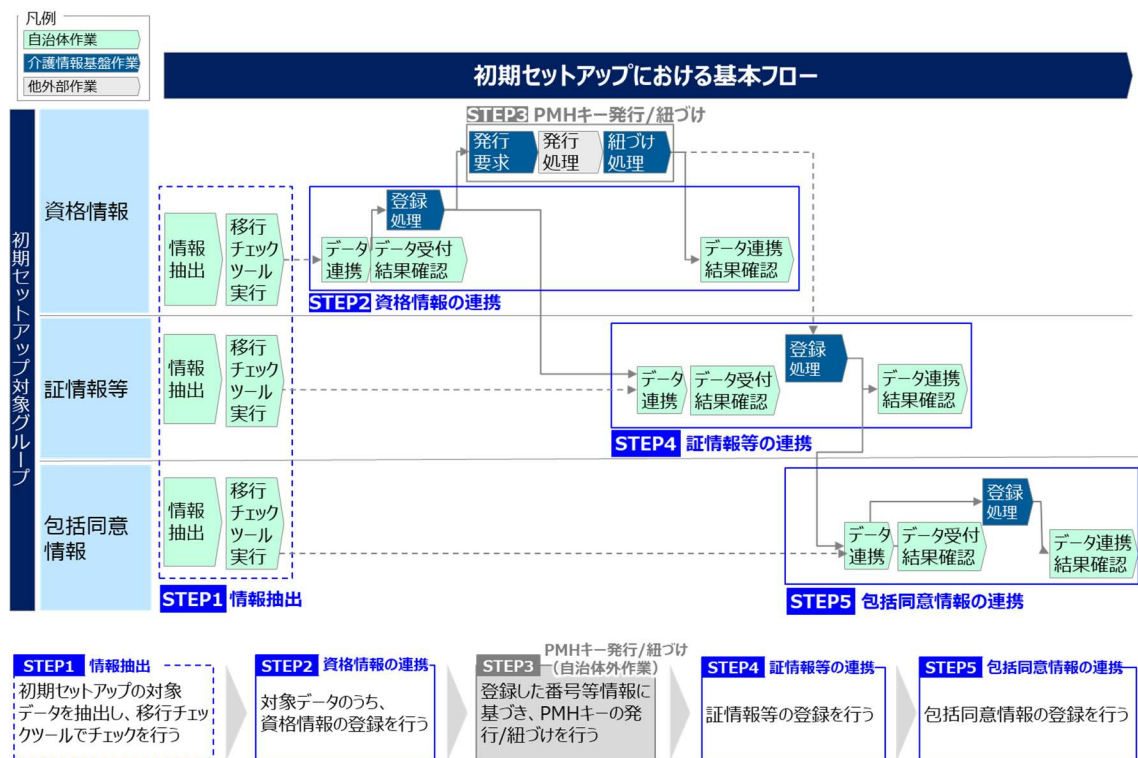 凡例
自治体作業
介護情報基盤作業
他外部作業
初期セットアップにおける基本フロー
初期セットアップ対象グループ
資格情報
証情報等
包括同意
情報
STEP3 PMHキー発行/紐づけ
発行
要求
発行
処理
紐づけ
処理
登録
処理
情報
抽出
移行
チェック
ツール
実行
データ
連携
データ受付
結果確認
データ連携
結果確認
STEP2 資格情報の連携
情報
抽出
移行
チェック
ツール
実行
登録
処理
データ
連携
データ受付
結果確認
データ連携
結果確認
STEP4 証情報等の連携
情報
抽出
移行
チェック
ツール
実行
登録
処理
データ
連携
データ受付
結果確認
データ連携
結果確認
STEP1 情報抽出
STEP5 包括同意情報の連携
STEP1 情報抽出
初期セットアップの対象
データを抽出し、移行チェッ
クツールでチェックを行う
STEP2 資格情報の連携
対象データのうち、
資格情報の登録を行う
STEP3 PMHキー発行/紐づけ
(自治体外作業)
登録した番号等情報に
基づき、PMHキーの発
行/紐づけを行う
STEP4 証情報等の連携
証情報等の登録を行う
STEP5 包括同意情報の連携
包括同意情報の登録を行う